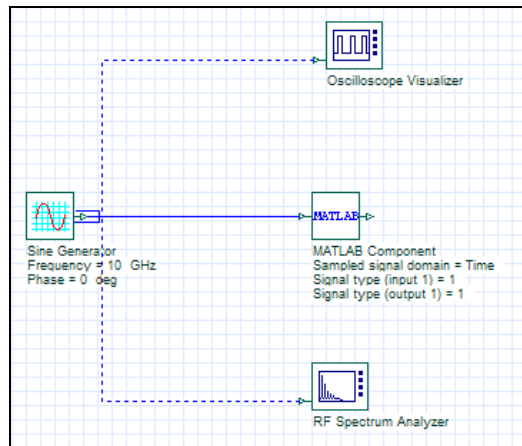 Oscilloscope Visualizer
MATLAB
Sine Generator
Frequency = 10 GHz
Phase = 0 deg
MATLAB Component
Sampled signal domain = Time
Signal type (input 1) = 1
Signal type (output 1) = 1
RF Spectrum Analyzer